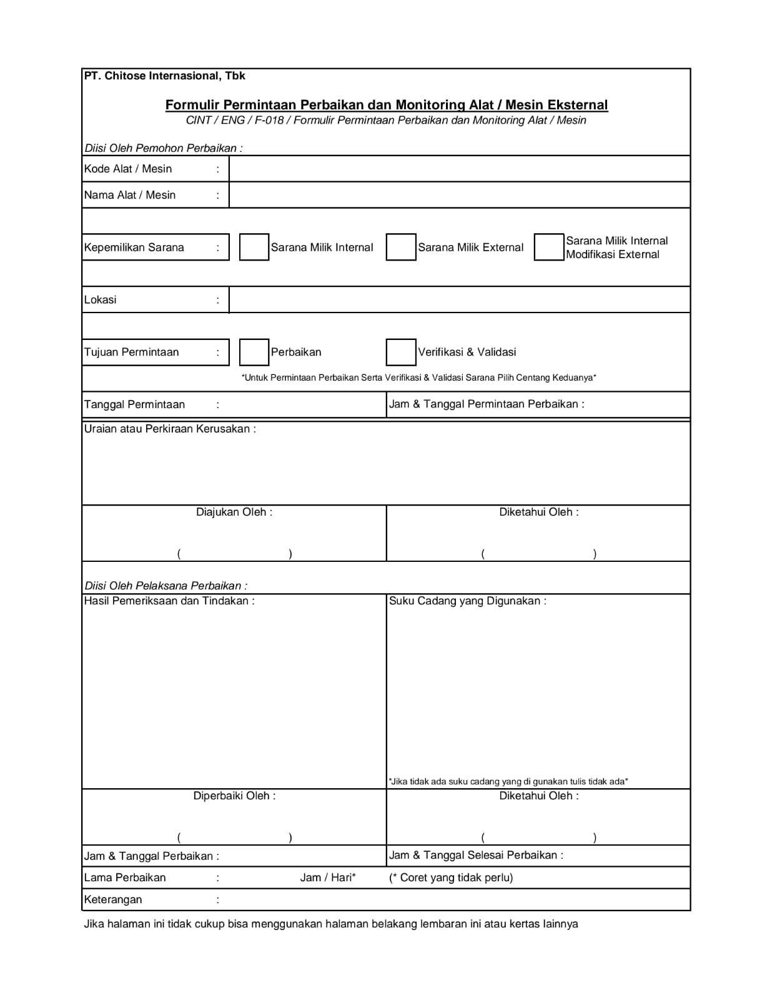 PT. Chitose Internasional, Tbk
Formulir Permintaan Perbaikan dan Monitoring Alat / Mesin Eksternal
CINT / ENG / F-018 / Formulir Permintaan Perbaikan dan Monitoring Alat / Mesin
Diisi Oleh Pemohon Perbaikan :
Kode Alat / Mesin :
Nama Alat / Mesin :
Kepemilikan Sarana : Sarana Milik Internal Sarana Milik External Sarana Milik Internal
Modifikasi External
Lokasi :
Tujuan Permintaan : Perbaikan Verifikasi & Validasi
*Untuk Permintaan Perbaikan Serta Verifikasi & Validasi Sarana Pilih Centang Keduanya*
Tanggal Permintaan : Jam & Tanggal Permintaan Perbaikan :
Uraian atau Perkiraan Kerusakan :
Diajukan Oleh : Diketahui Oleh :
( ) ( )
Diisi Oleh Pelaksana Perbaikan :
Hasil Pemeriksaan dan Tindakan : Suku Cadang yang Digunakan :
*Jika tidak ada suku cadang yang di gunakan tulis tidak ada*
Diperbaiki Oleh : Diketahui Oleh :
( ) ( )
Jam & Tanggal Perbaikan : Jam & Tanggal Selesai Perbaikan :
Lama Perbaikan : Jam / Hari* (* Coret yang tidak perlu)
Keterangan :
Jika halaman ini tidak cukup bisa menggunakan halaman belakang lembaran ini atau kertas lainnya